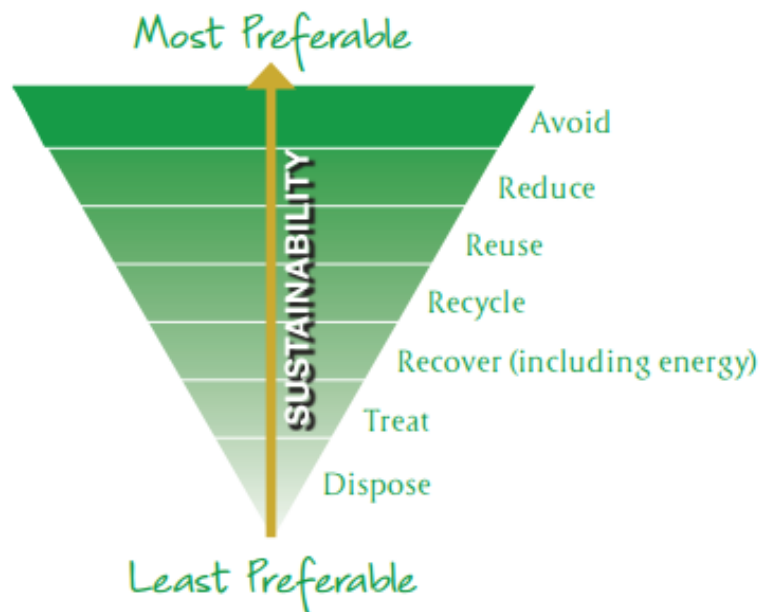 Most Preferable
Avoid
Reduce
SUSTAINABILITY
Reuse
Recycle
Recover (including energy)
Treat
Dispose
Least Preferable